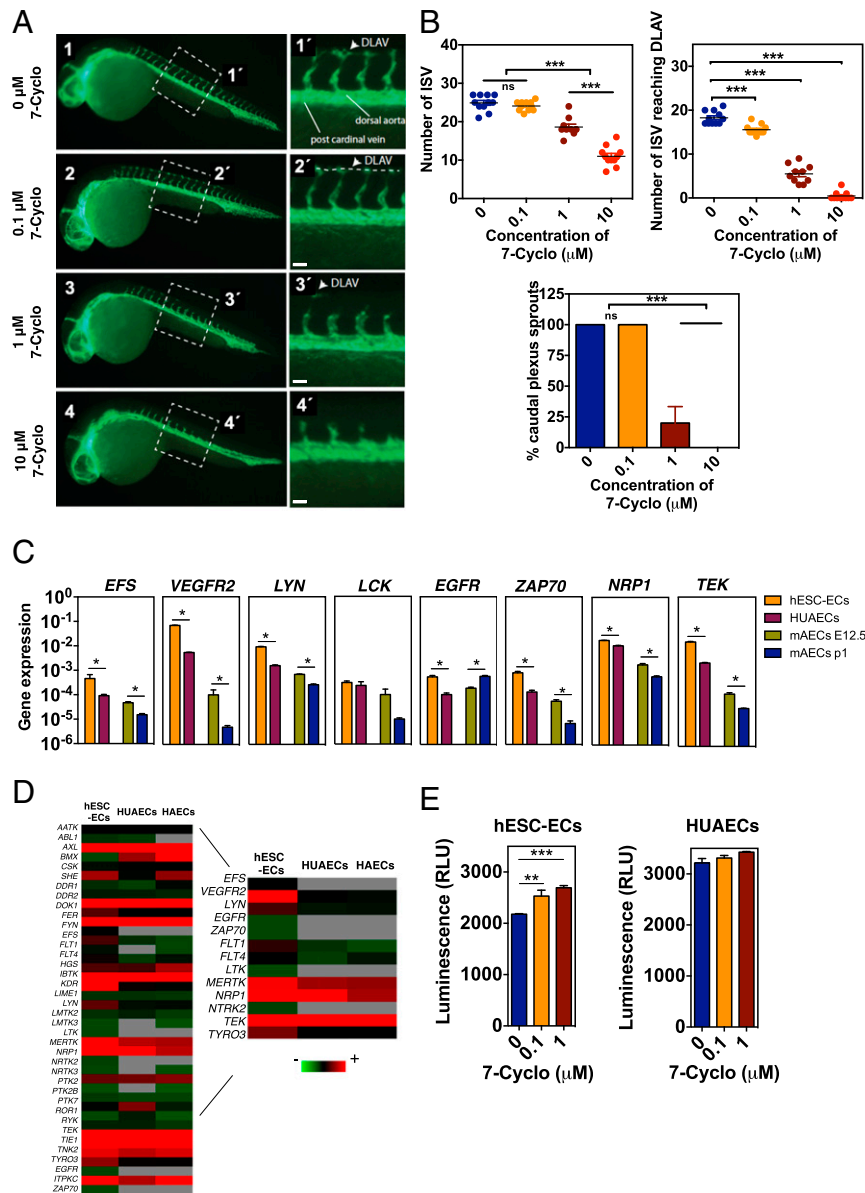 A
0 µM
7-Cyclo
1
1´
1´
DLAV
dorsal aorta
post cardinal vein
0.1 µM
7-Cyclo
2
2´
2´
DLAV
1 µM
7-Cyclo
3
3´
3´
DLAV
10 µM
7-Cyclo
4
4´
4´
B
Number of ISV
40
30
20
10
0
***
ns
***
0
0.1
1
10
Concentration of
7-Cyclo (µM)
Number of ISV reaching DLAV
30
20
10
0
***
***
***
0
0.1
1
10
Concentration of
7-Cyclo (µM)
% caudal plexus sprouts
125
100
75
50
25
0
***
ns
0
0.1
1
10
Concentration of
7-Cyclo (µM)
C
EFS
VEGFR2
LYN
LCK
EGFR
ZAP70
NRP1
TEK
Gene expression
10⁰
10⁻¹
10⁻²
10⁻³
10⁻⁴
10⁻⁵
10⁻⁶
* *
* *
* *
* *
* *
* *
* *
hESC-ECs
HUAECs
mAECs E12.5
mAECs p1
D
hESC
-ECs
HUAECs
HAECs
AATK
ABL1
AXL
BMX
CSK
SHE
DDR1
DDR2
DOK1
FER
FYN
EFS
FLT1
FLT4
HGS
IBTK
KDR
LIME1
LYN
LMTK2
LMTK3
LTK
MERTK
NRP1
NRTK2
NRTK3
PTK2
PTK2B
PTK7
ROR1
RYK
TEK
TIE1
TNK2
TYRO3
EGFR
ITPKC
ZAP70
hESC
-ECs
HUAECs
HAECs
EFS
VEGFR2
LYN
EGFR
ZAP70
FLT1
FLT4
LTK
MERTK
NRP1
NTRK2
TEK
TYRO3
- +
E
hESC-ECs
Luminescence (RLU)
3000
2000
1000
0
***
**
0
0.1
1
HUAECs
Luminescence (RLU)
3000
2000
1000
0
0
0.1
1
7-Cyclo (µM)
7-Cyclo (µM)